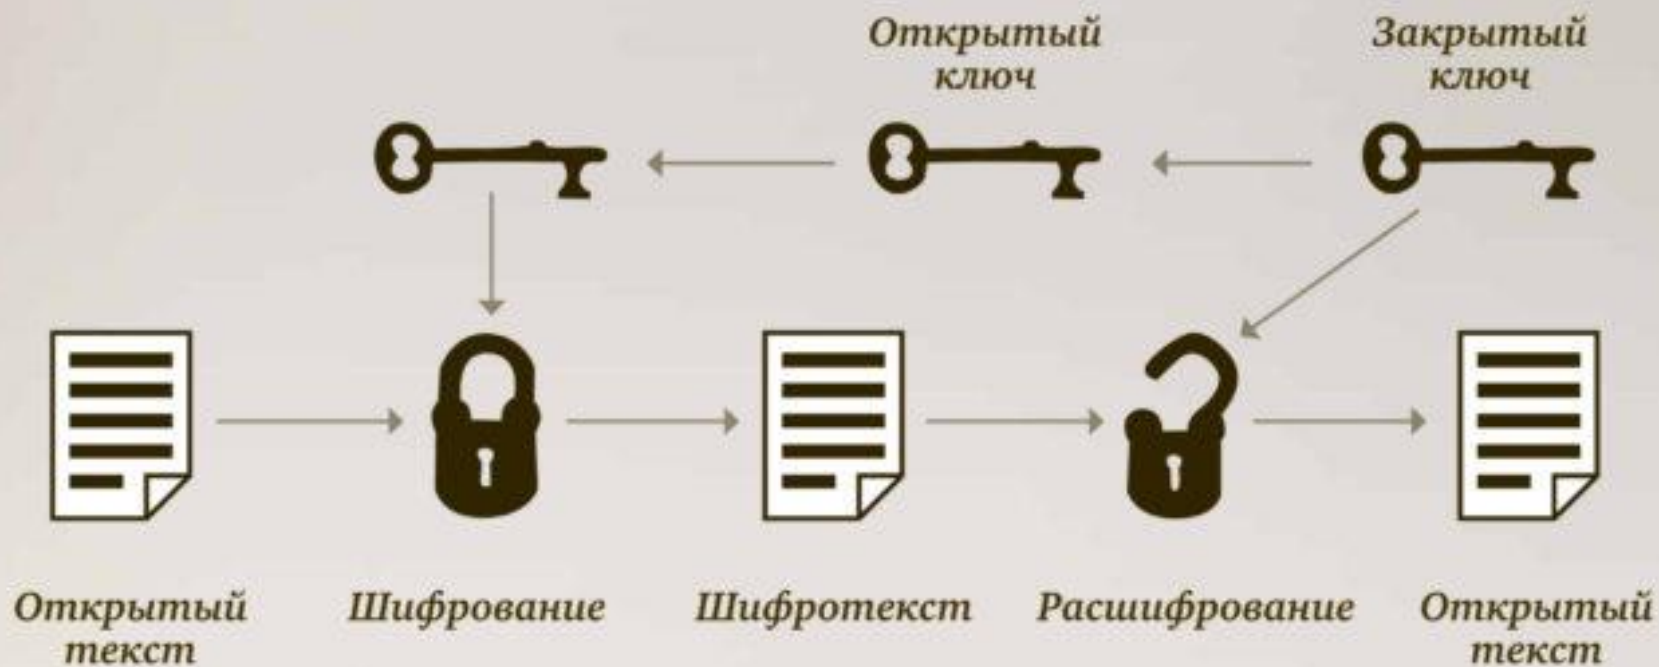 Открытый
ключ
Закрытый
ключ
Открытый
текст
Шифрование
Шифротекст
Расшифрование
Открытый
текст